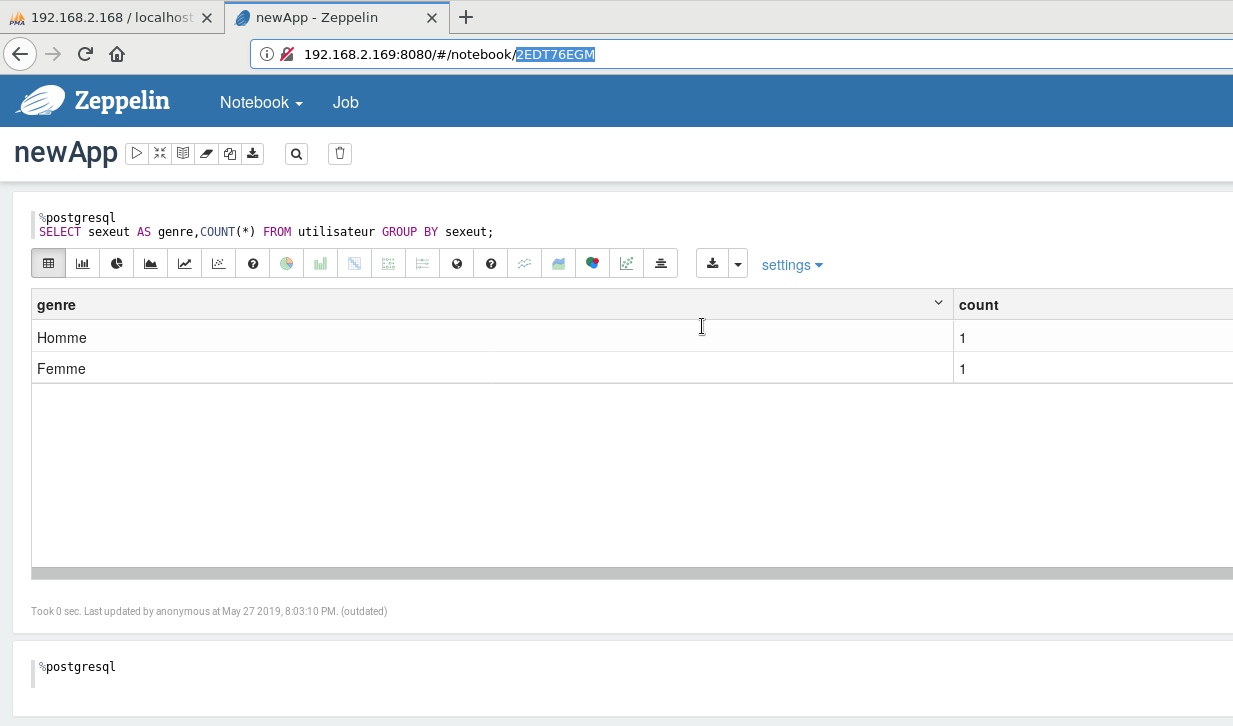 PMA 192.168.2.168 / localhost newApp - Zeppelin
192.168.2.169:8080/#/notebook/2EDT76EGM
Zeppelin Notebook Job
newApp
%postgresql
SELECT sexeut AS genre,COUNT(*) FROM utilisateur GROUP BY sexeut;
settings
genre count
Homme 1
Femme 1
Took 0 sec. Last updated by anonymous at May 27 2019, 8:03:10 PM. (outdated)
%postgresql